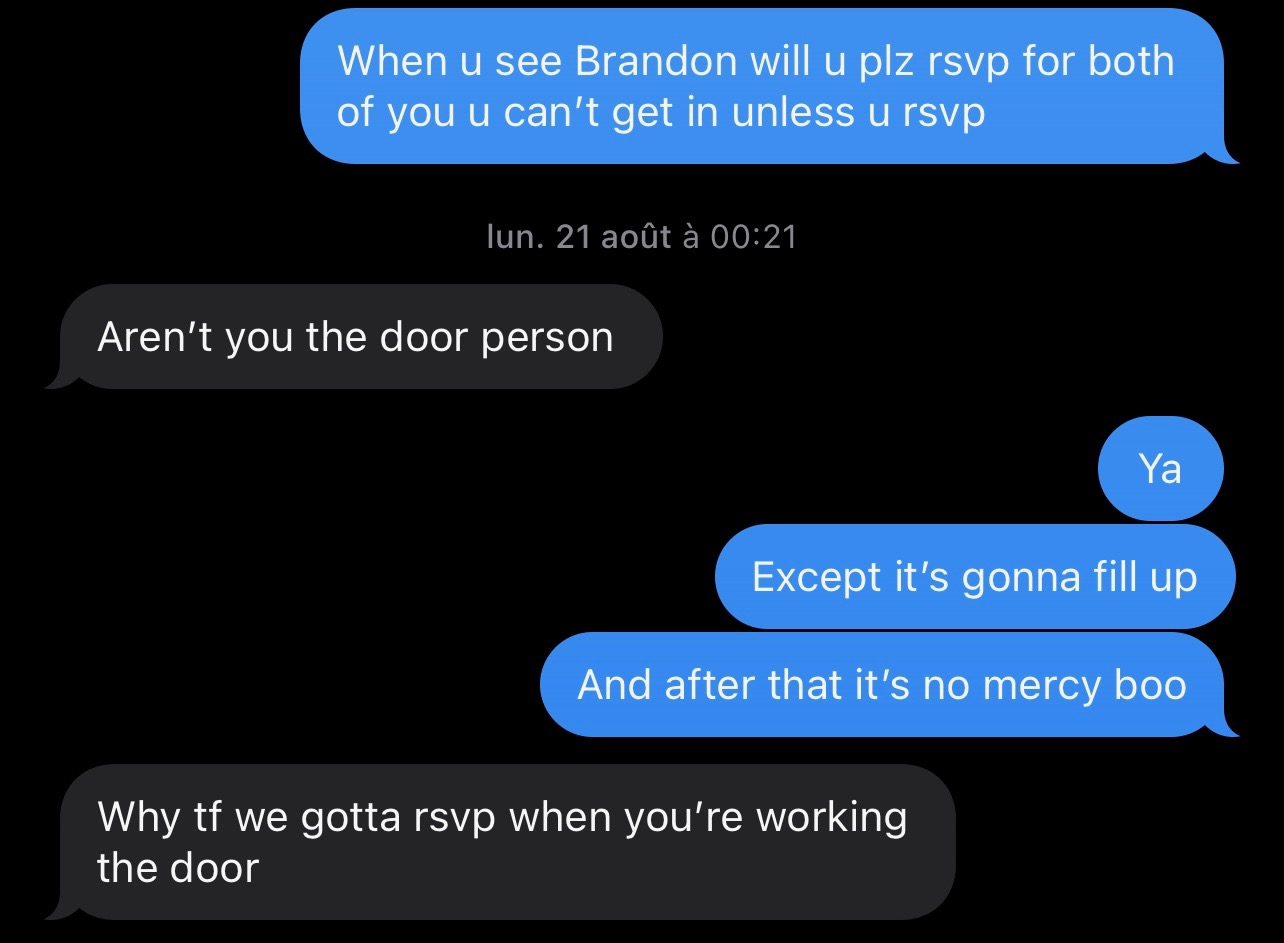 When u see Brandon will u plz rsvp for both
of you u can’t get in unless u rsvp
lun. 21 août à 00:21
Aren’t you the door person
Ya
Except it’s gonna fill up
And after that it’s no mercy boo
Why tf we gotta rsvp when you’re working
the door